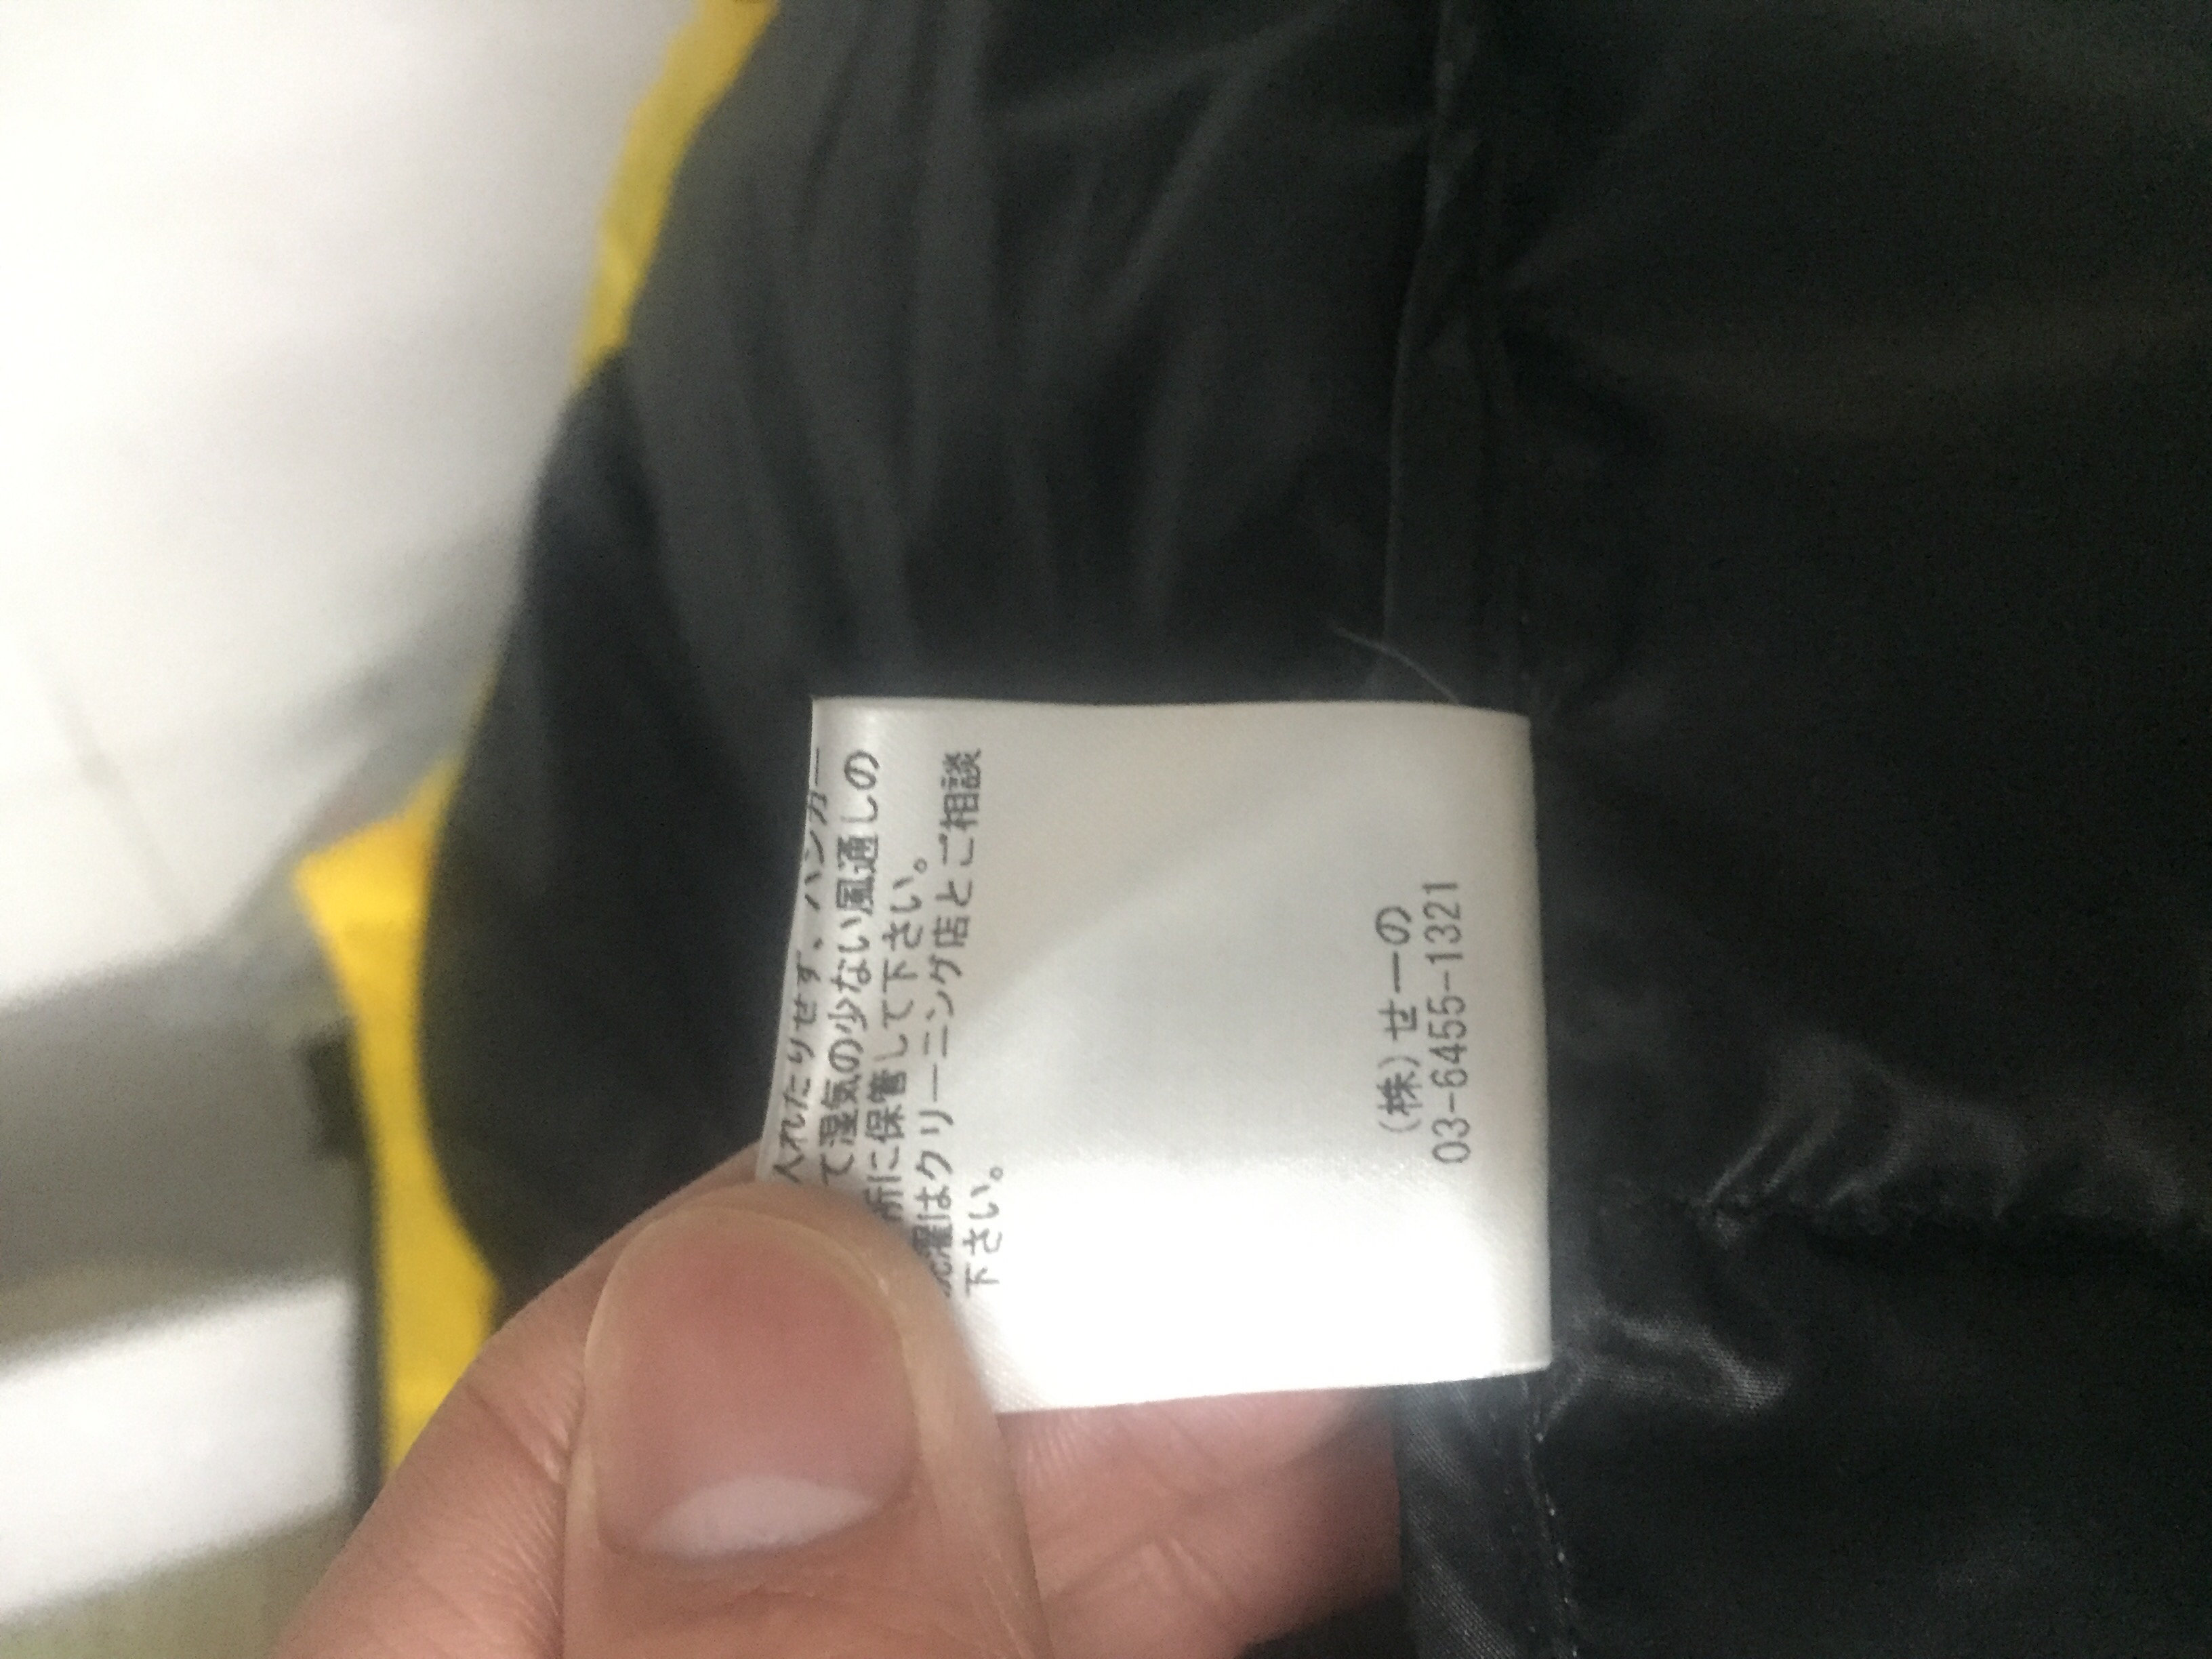 入れたりせず、ハンガー
て湿気の少ない風通しの
所に保管して下さい。
洗濯はクリーニング店とご相談
下さい。
(株)せーの
03-6455-1321